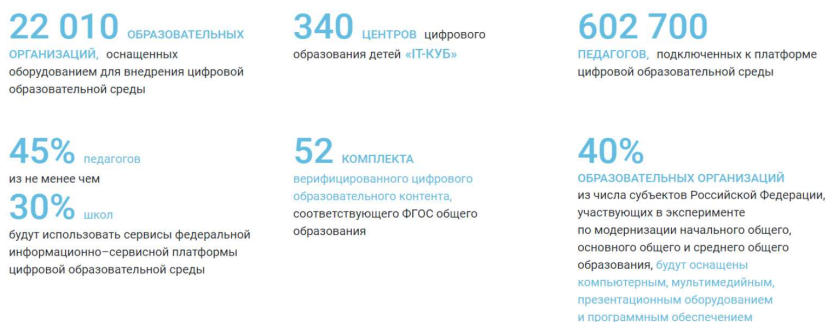 22 010 ОБРАЗОВАТЕЛЬНЫХ
ОРГАНИЗАЦИЙ, оснащенных
оборудованием для внедрения цифровой
образовательной среды
340 ЦЕНТРОВ цифрового
образования детей «IT-КУБ»
602 700
ПЕДАГОГОВ, подключенных к платформе
цифровой образовательной среды
45% педагогов
из не менее чем
30% школ
будут использовать сервисы федеральной
информационно–сервисной платформы
цифровой образовательной среды
52 КОМПЛЕКТА
верифицированного цифрового
образовательного контента,
соответствующего ФГОС общего
образования
40%
ОБРАЗОВАТЕЛЬНЫХ ОРГАНИЗАЦИЙ
из числа субъектов Российской Федерации,
участвующих в эксперименте
по модернизации начального общего,
основного общего и среднего общего
образования, будут оснащены
компьютерным, мультимедийным,
презентационным оборудованием
и программным обеспечением